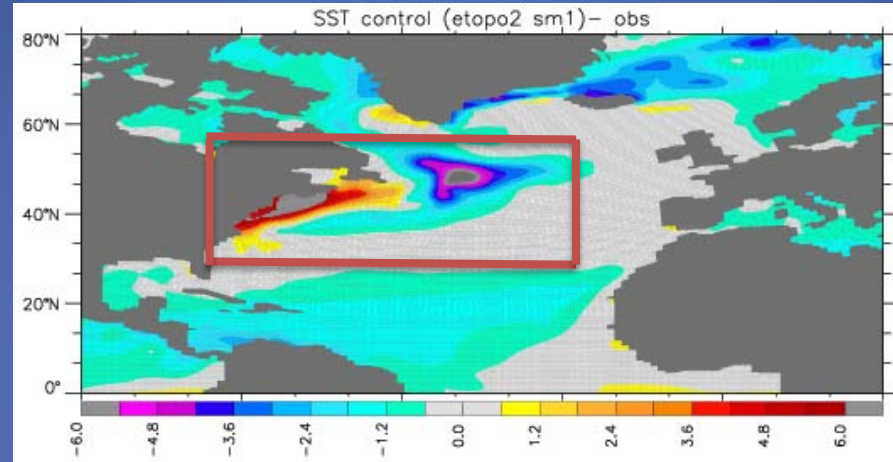 SST control (etopo2 sm1)- obs
80°N
60°N
40°N
20°N
0°
-6.0 -4.8 -3.6 -2.4 -1.2 0.0 1.2 2.4 3.6 4.8 6.0